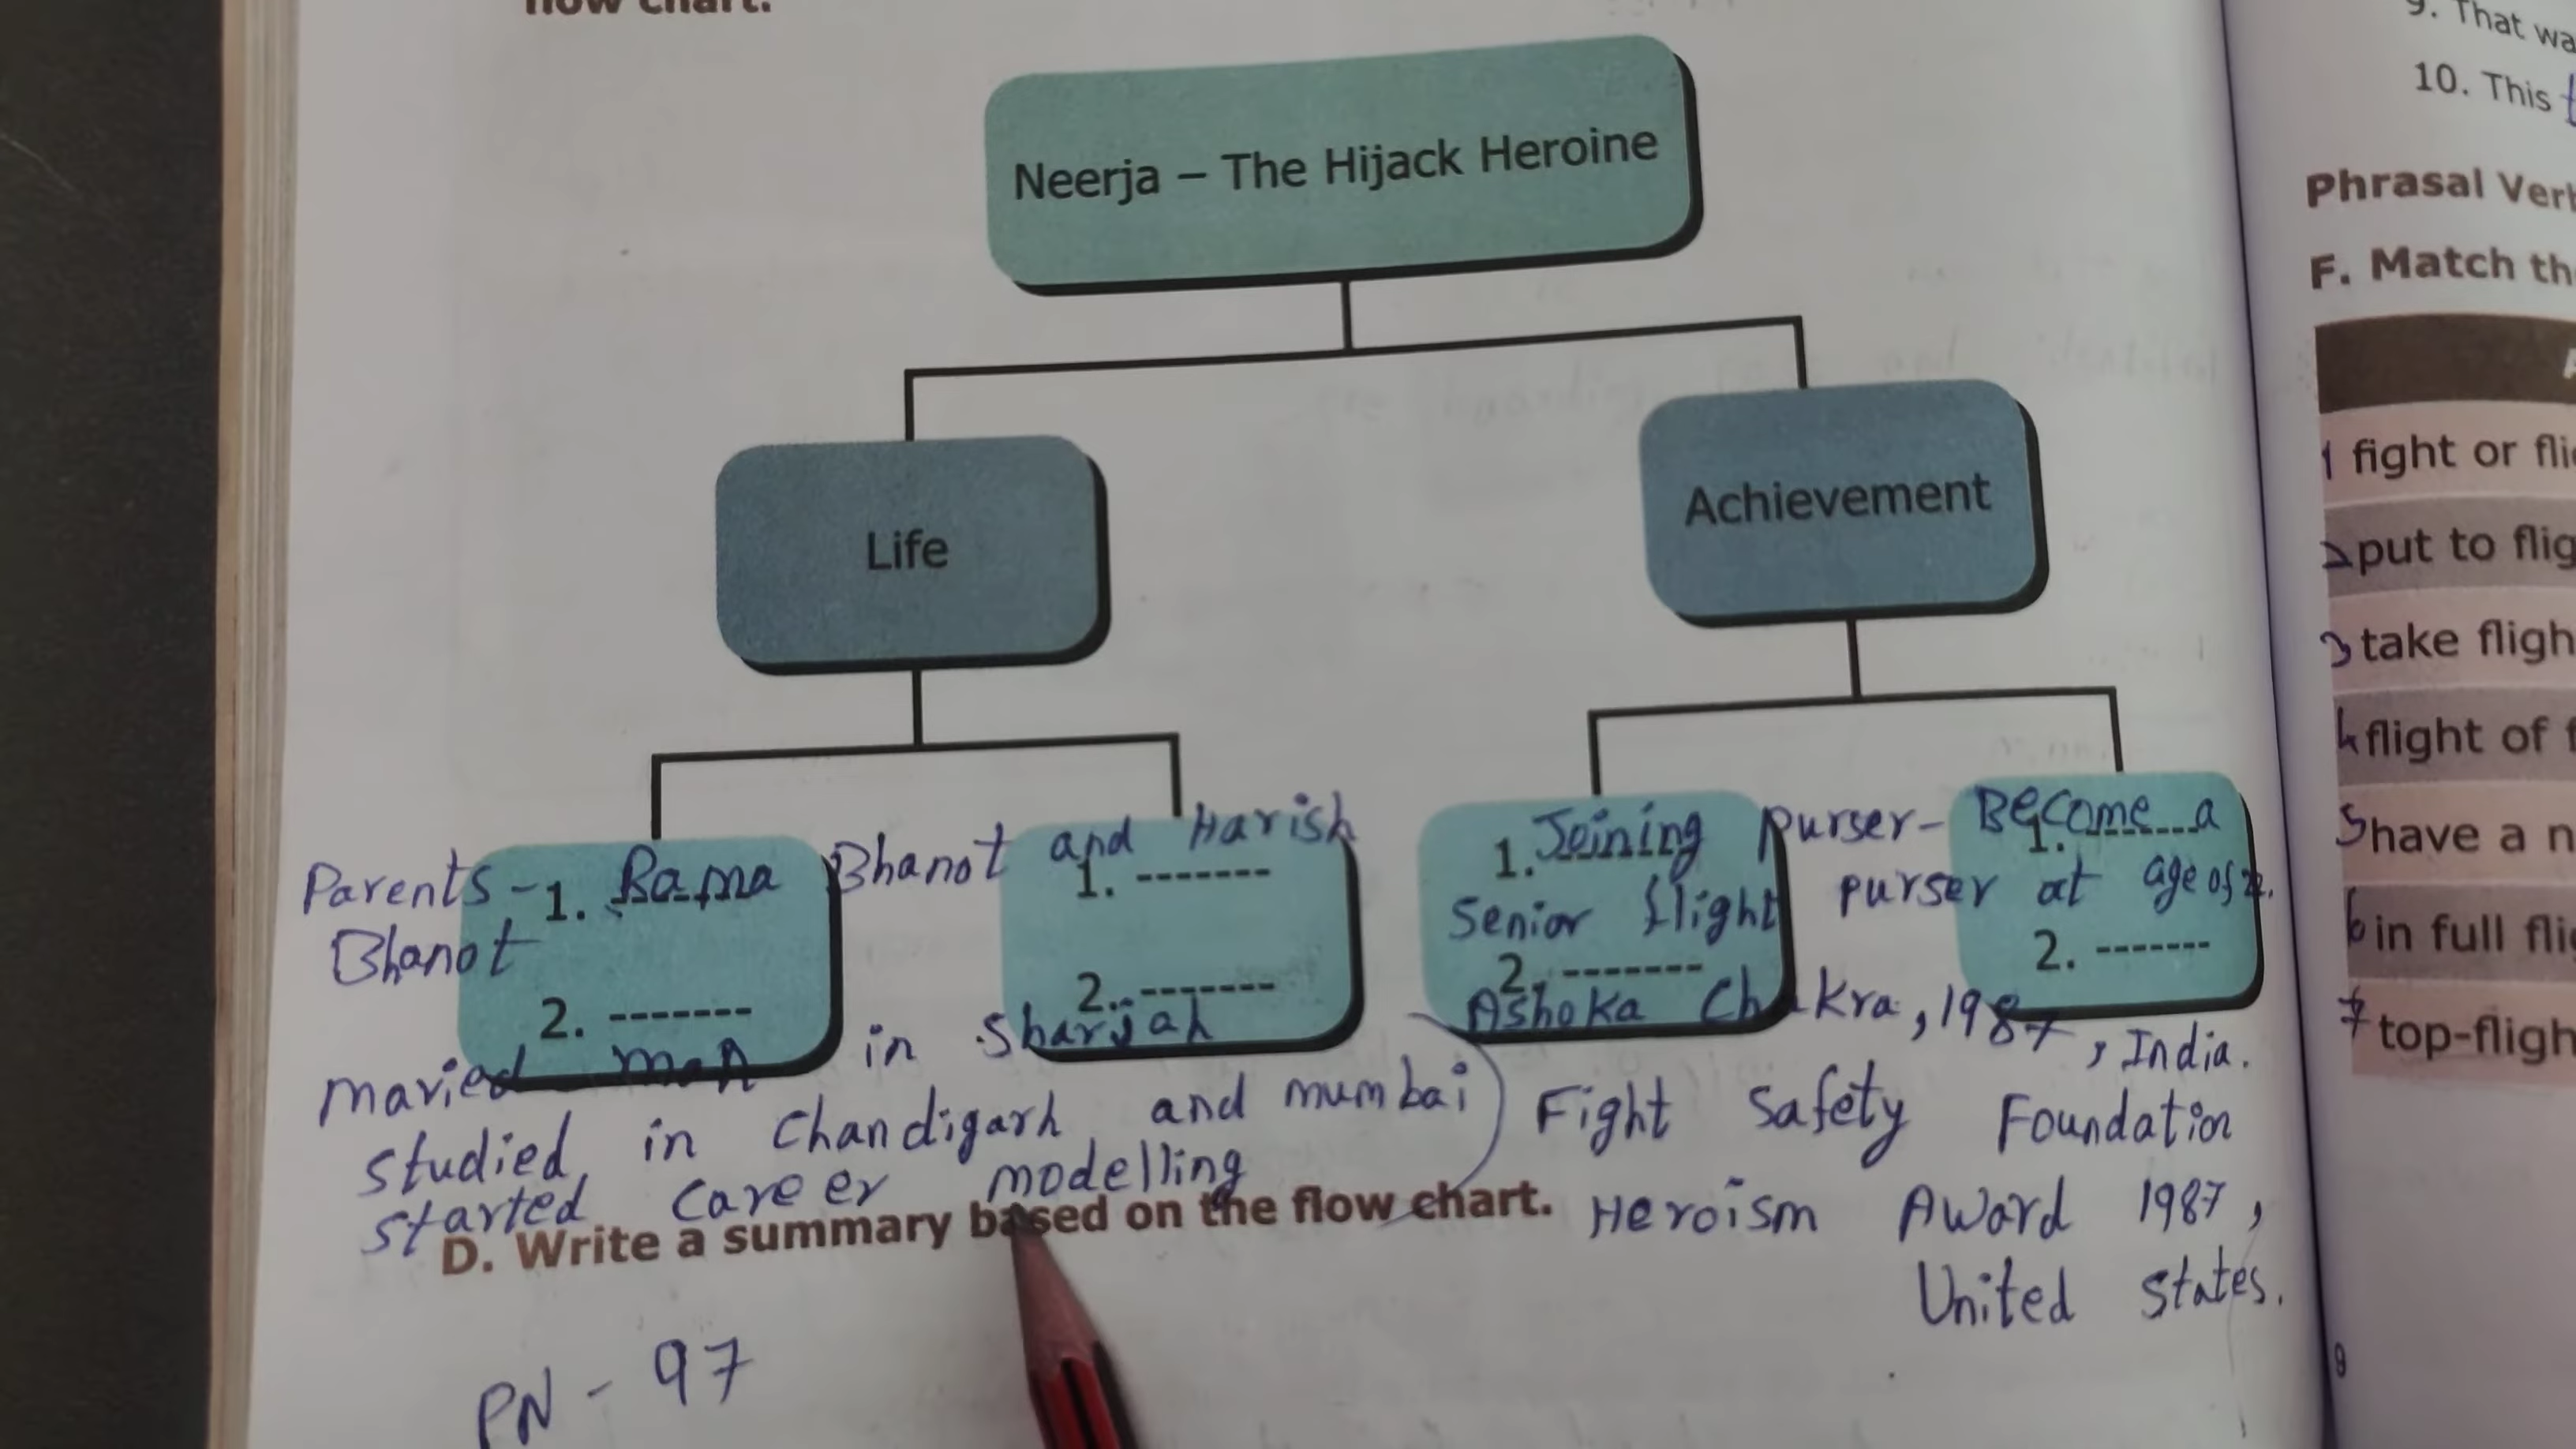 flow chart.
Neerja – The Hijack Heroine
Life
Achievement
Parents - 1. Rama Bhanot and Harish
Bhanot
1. -------
2. -------
2. -------
maried man in Sharjah
studied in Chandigarh and mumbai
started career modelling
1. Joining purser- Become a
1. -------
Senior flight purser at age of 22.
2. -------
2. -------
Ashoka Chakra, 1987, India.
Fight Safety Foundation
Heroism Award 1987,
United States.
D. Write a summary based on the flow chart.
PN - 97
9. That wa
10. This
Phrasal Verb
F. Match th
1 fight or fli
2 put to flig
3 take fligh
4 flight of f
5 have a n
6 in full flig
7 top-fligh